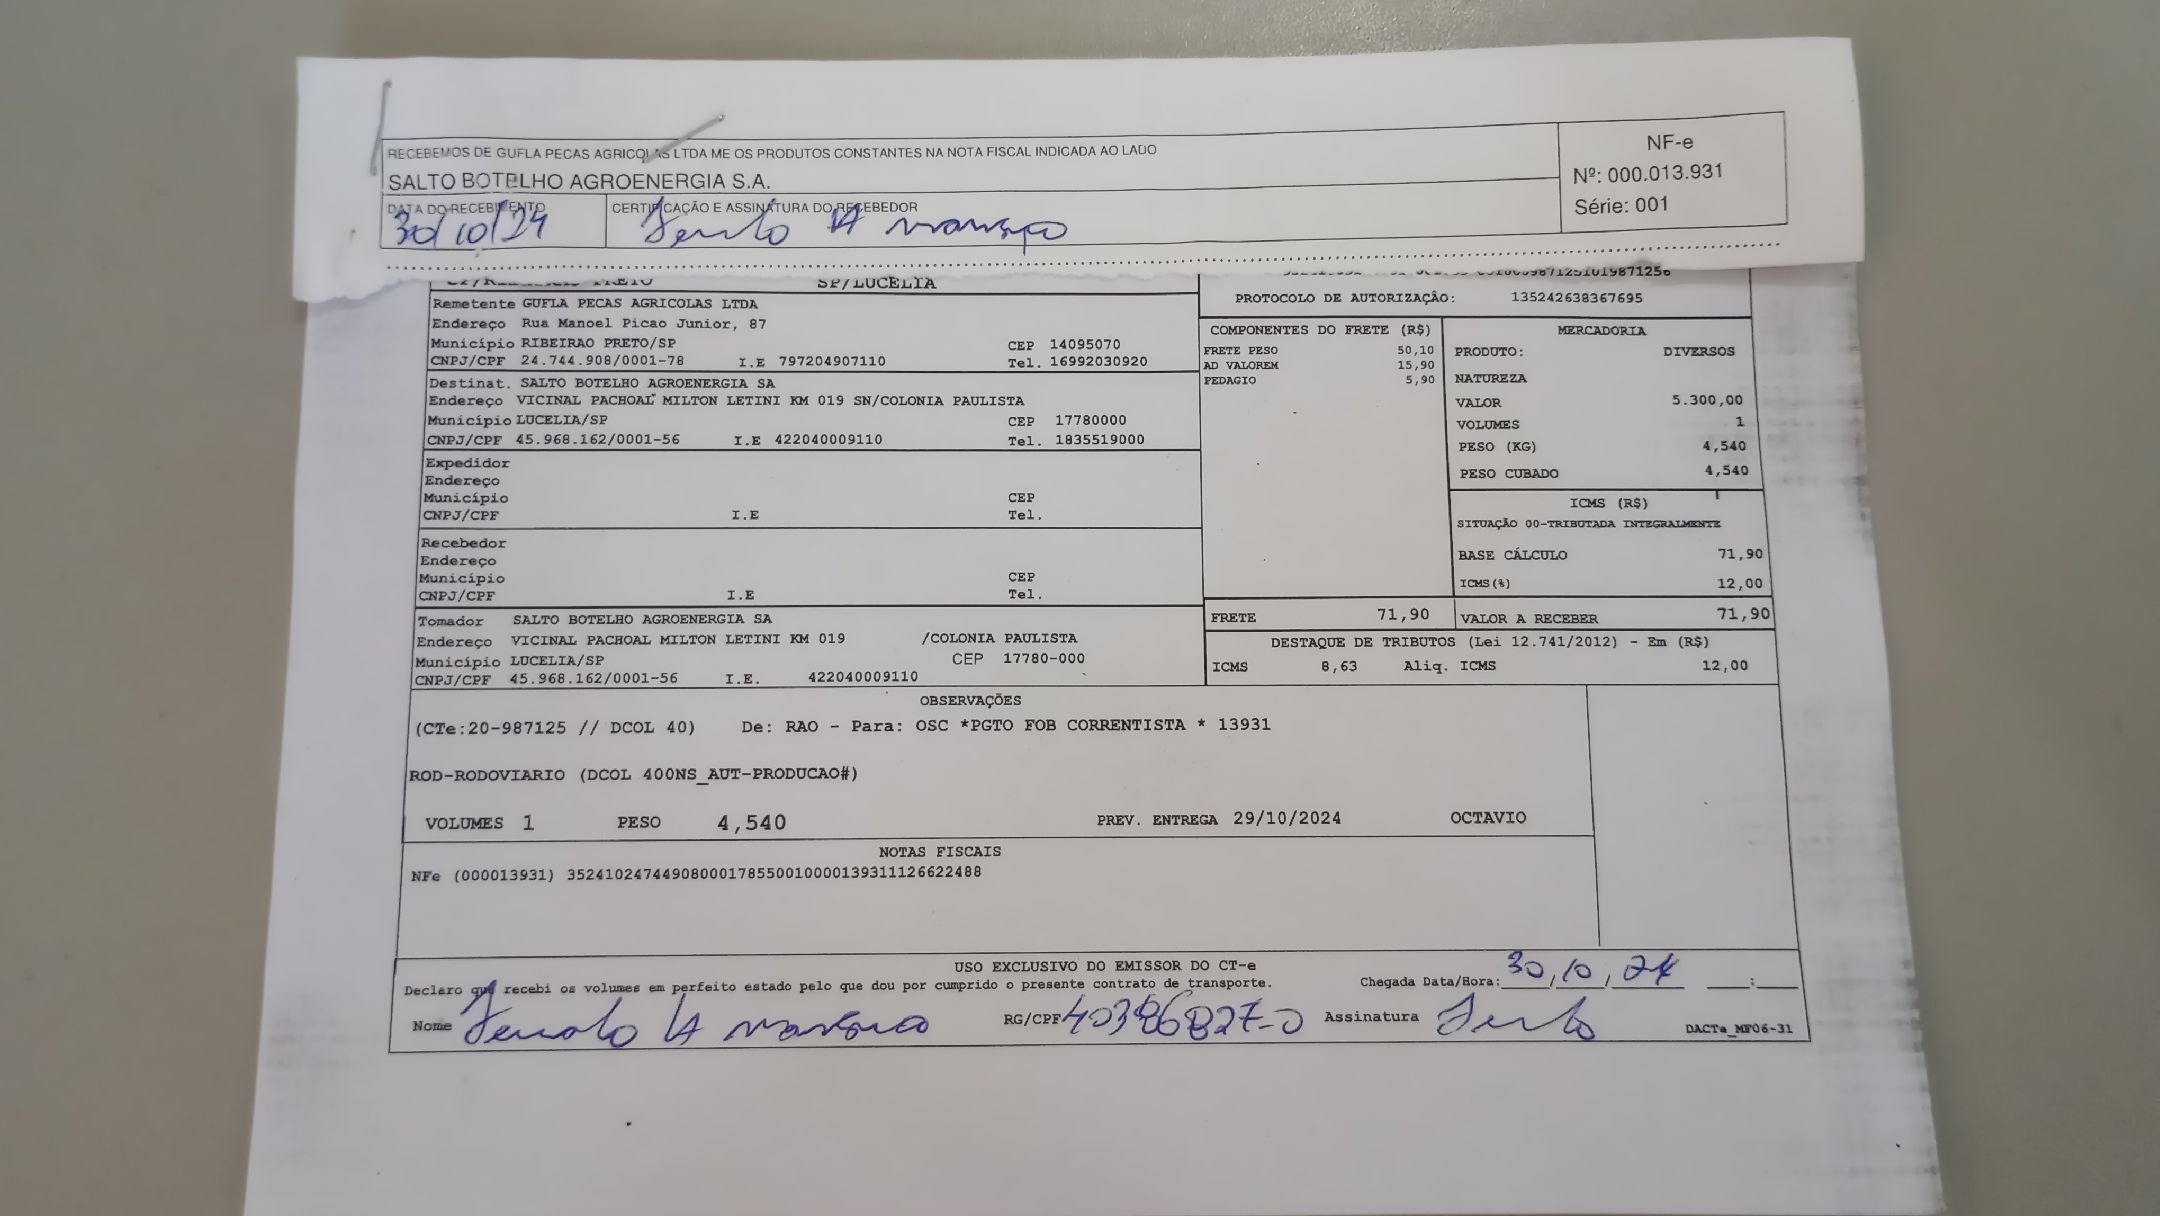 RECEBEMOS DE GUFLA PECAS AGRICOLAS LTDA ME OS PRODUTOS CONSTANTES NA NOTA FISCAL INDICADA AO LADO
SALTO BOTELHO AGROENERGIA S.A.
DATA DO RECEBIMENTO
30/10/24
CERTIFICAÇÃO E ASSINATURA DO RECEBEDOR
NF-e
Nº: 000.013.931
Série: 001
SP/LUCELIA
PROTOCOLO DE AUTORIZAÇÃO: 135242638367695
Remetente GUFLA PECAS AGRICOLAS LTDA
Endereço Rua Manoel Picao Junior, 87
Município RIBEIRAO PRETO/SP CEP 14095070
CNPJ/CPF 24.744.908/0001-78 I.E 797204907110 Tel. 16992030920
Destinat. SALTO BOTELHO AGROENERGIA SA
Endereço VICINAL PACHOAL MILTON LETINI KM 019 SN/COLONIA PAULISTA
Município LUCELIA/SP CEP 17780000
CNPJ/CPF 45.968.162/0001-56 I.E 422040009110 Tel. 1835519000
Expedidor
Endereço
Município CEP
CNPJ/CPF I.E Tel.
Recebedor
Endereço
Município CEP
CNPJ/CPF I.E Tel.
Tomador SALTO BOTELHO AGROENERGIA SA
Endereço VICINAL PACHOAL MILTON LETINI KM 019 /COLONIA PAULISTA
Município LUCELIA/SP CEP 17780-000
CNPJ/CPF 45.968.162/0001-56 I.E. 422040009110
COMPONENTES DO FRETE (R$)
FRETE PESO 50,10
AD VALOREM 15,90
PEDAGIO 5,90
MERCADORIA
PRODUTO: DIVERSOS
NATUREZA
VALOR 5.300,00
VOLUMES 1
PESO (KG) 4,540
PESO CUBADO 4,540
ICMS (R$)
SITUAÇÃO 00-TRIBUTADA INTEGRALMENTE
BASE CÁLCULO 71,90
ICMS(%) 12,00
FRETE 71,90 VALOR A RECEBER 71,90
DESTAQUE DE TRIBUTOS (Lei 12.741/2012) - Em (R$)
ICMS 8,63 Aliq. ICMS 12,00
OBSERVAÇÕES
(CTe:20-987125 // DCOL 40) De: RAO - Para: OSC *PGTO FOB CORRENTISTA * 13931
ROD-RODOVIARIO (DCOL 400NS_AUT-PRODUCAO#)
VOLUMES 1 PESO 4,540 PREV. ENTREGA 29/10/2024 OCTAVIO
NOTAS FISCAIS
NFe (000013931) 35241024744908000178550010000139311126622488
USO EXCLUSIVO DO EMISSOR DO CT-e
Declaro que recebi os volumes em perfeito estado pelo que dou por cumprido o presente contrato de transporte. Chegada Data/Hora: 30/10/24 :
Nome RG/CPF 40386827-0 Assinatura DACTe_MF06-31